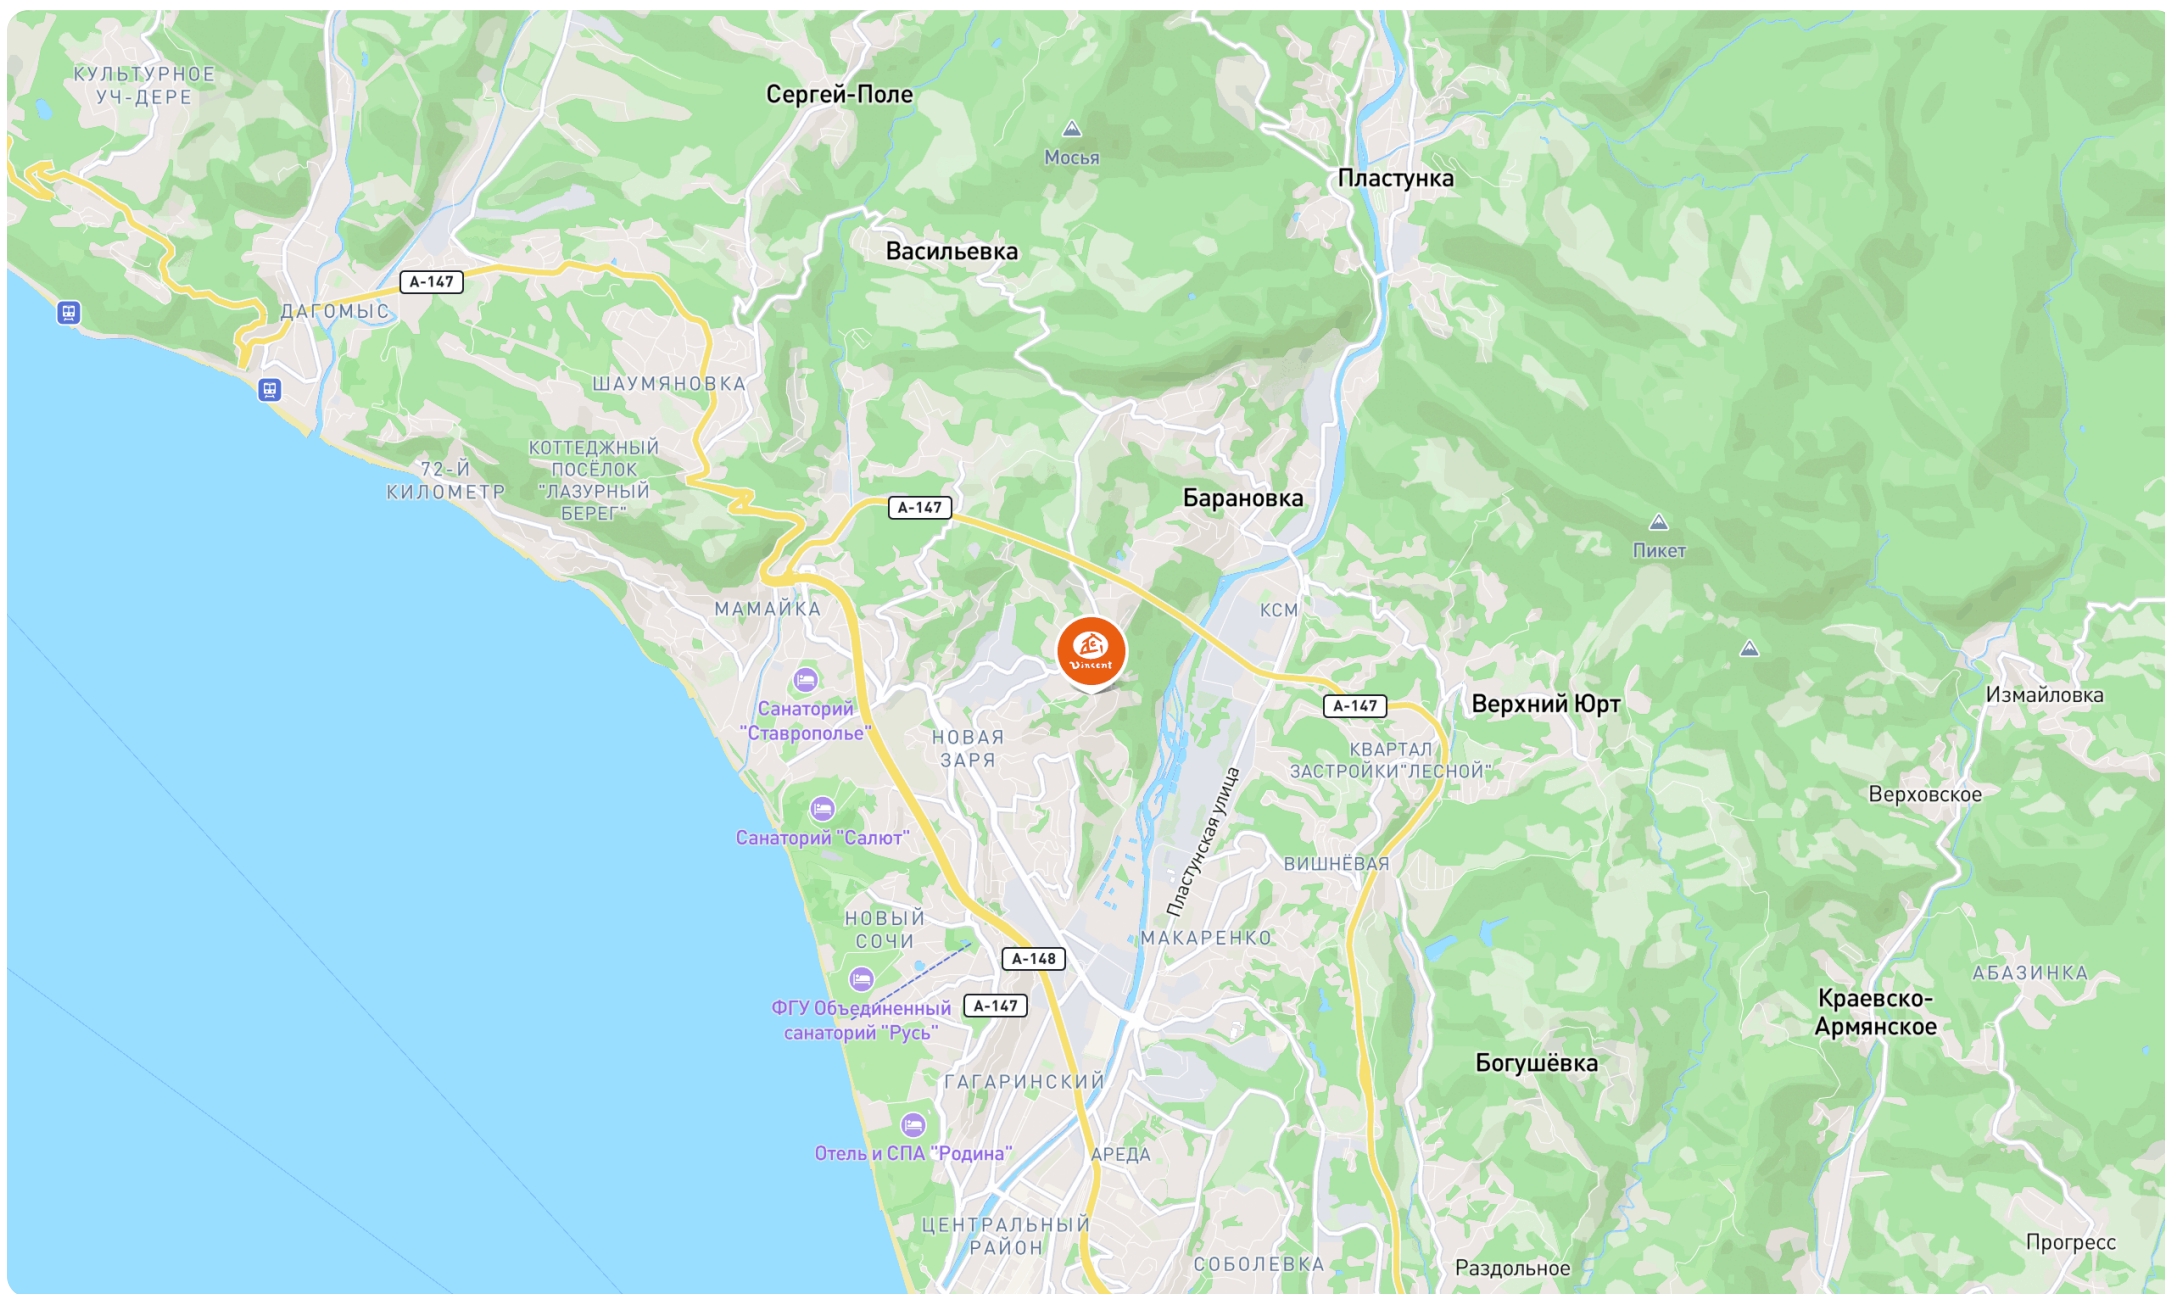 КУЛЬТУРНОЕ
УЧ-ДЕРЕ
Сергей-Поле
Мосья
Пластунка
Васильевка
А-147
ДАГОМЫС
ШАУМЯНОВКА
КОТТЕДЖНЫЙ
ПОСЁЛОК
"ЛАЗУРНЫЙ
БЕРЕГ"
72-Й
КИЛОМЕТР
Барановка
А-147
Пикет
МАМАЙКА
КСМ
Vincent
Измайловка
Санаторий
"Ставрополье"
А-147
Верхний Юрт
НОВАЯ
ЗАРЯ
КВАРТАЛ
ЗАСТРОЙКИ"ЛЕСНОЙ"
Верховское
Санаторий "Салют"
Пластунская улица
ВИШНЁВАЯ
НОВЫЙ
СОЧИ
МАКАРЕНКО
А-148
АБАЗИНКА
ФГУ Объединенный
санаторий "Русь"
А-147
Краевско-
Армянское
Богушёвка
ГАГАРИНСКИЙ
Отель и СПА "Родина"
АРЕДА
ЦЕНТРАЛЬНЫЙ
РАЙОН
СОБОЛЕВКА
Раздольное
Прогресс